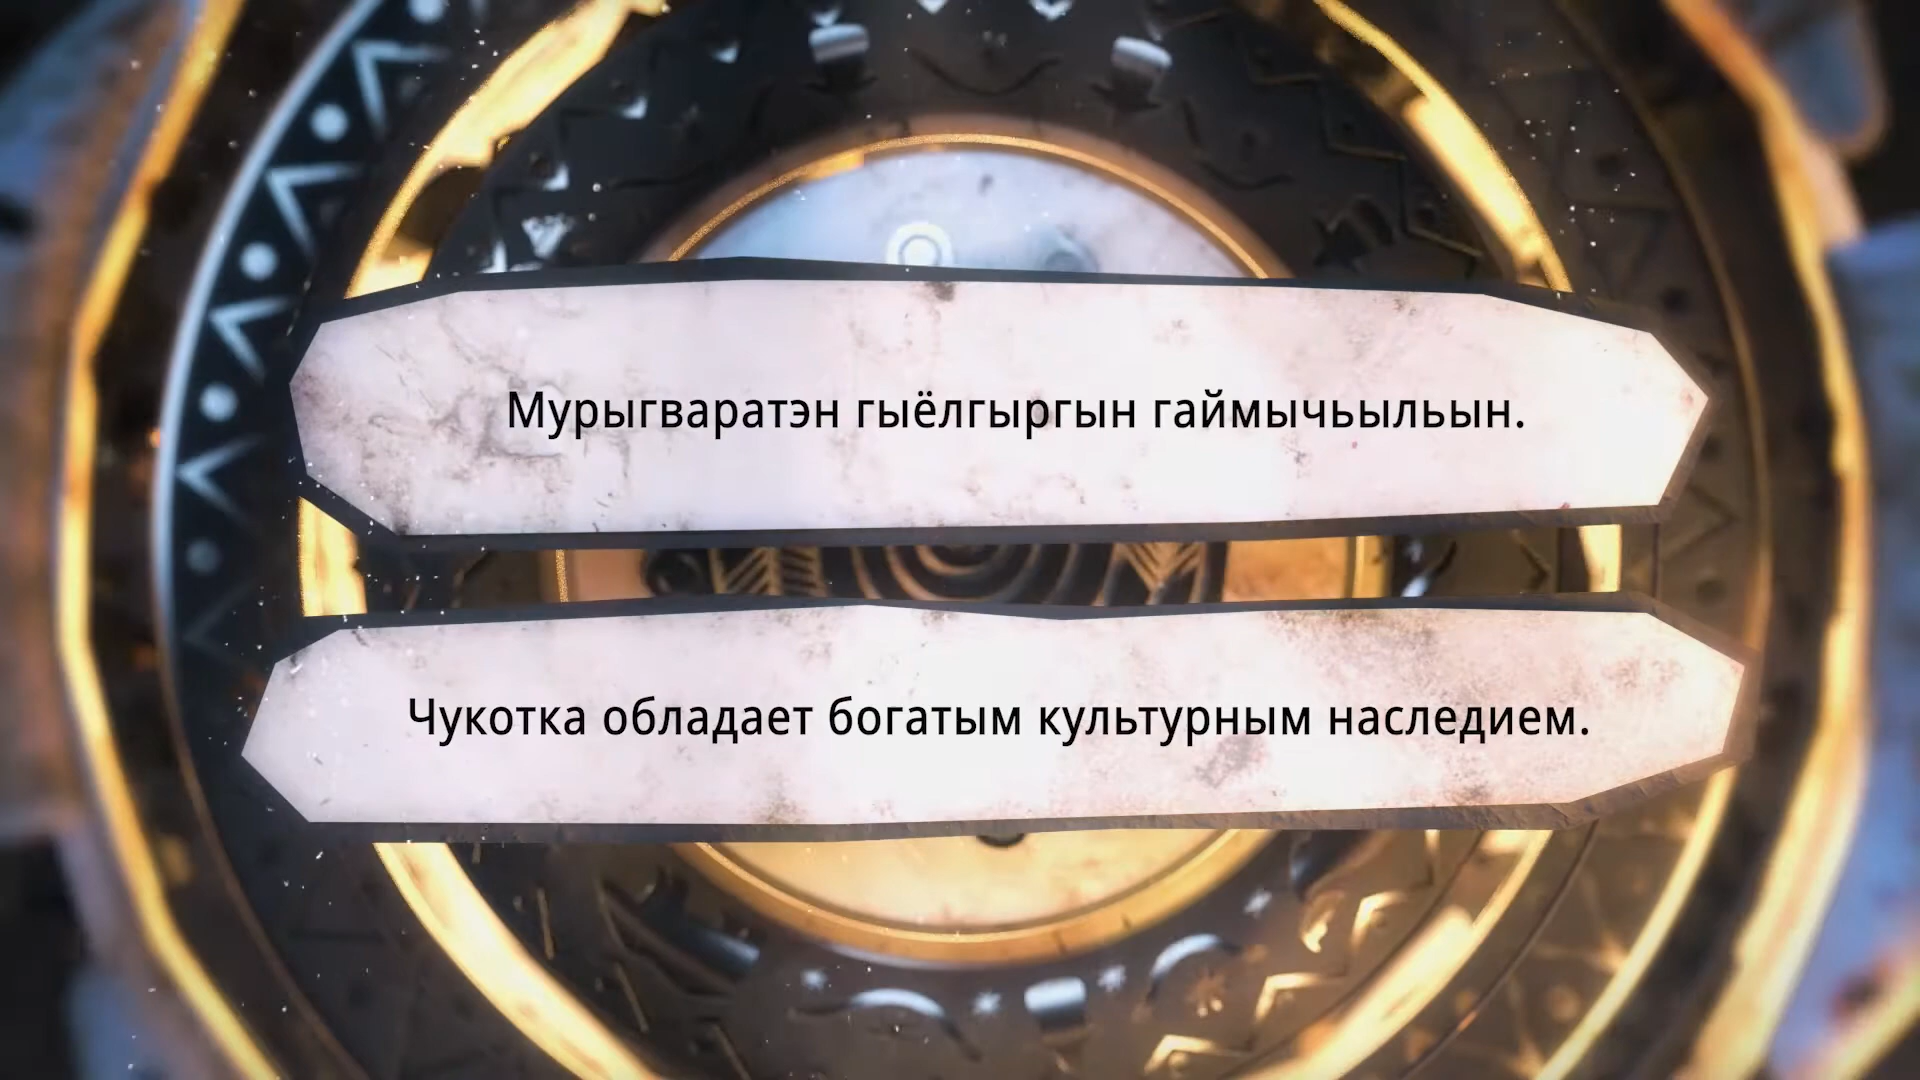 Мурыгваратэн гыёлгыргын гаймычьыльын.
Чукотка обладает богатым культурным наследием.